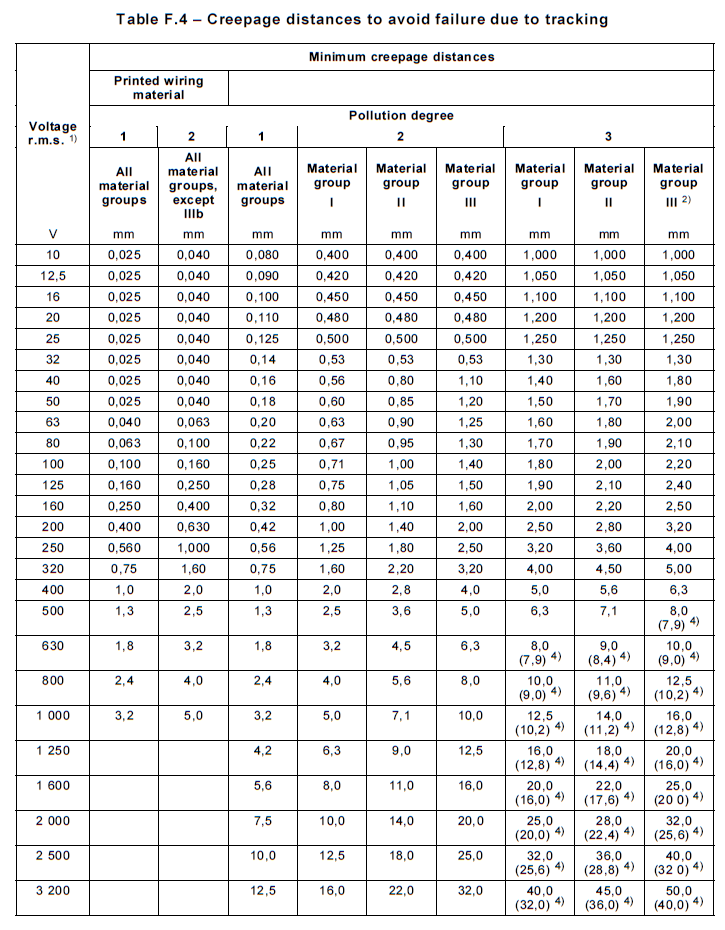 Table F.4 – Creepage distances to avoid failure due to tracking
Minimum creepage distances
Printed wiring material
Pollution degree
Voltage r.m.s. 1)
1 2 1 2 3
All material groups
All material groups, except IIIb
All material groups
Material group I
Material group II
Material group III
Material group I
Material group II
Material group III 2)
V mm mm mm mm mm mm mm mm mm
10 0,025 0,040 0,080 0,400 0,400 0,400 1,000 1,000 1,000
12,5 0,025 0,040 0,090 0,420 0,420 0,420 1,050 1,050 1,050
16 0,025 0,040 0,100 0,450 0,450 0,450 1,100 1,100 1,100
20 0,025 0,040 0,110 0,480 0,480 0,480 1,200 1,200 1,200
25 0,025 0,040 0,125 0,500 0,500 0,500 1,250 1,250 1,250
32 0,025 0,040 0,14 0,53 0,53 0,53 1,30 1,30 1,30
40 0,025 0,040 0,16 0,56 0,80 1,10 1,40 1,60 1,80
50 0,025 0,040 0,18 0,60 0,85 1,20 1,50 1,70 1,90
63 0,040 0,063 0,20 0,63 0,90 1,25 1,60 1,80 2,00
80 0,063 0,100 0,22 0,67 0,95 1,30 1,70 1,90 2,10
100 0,100 0,160 0,25 0,71 1,00 1,40 1,80 2,00 2,20
125 0,160 0,250 0,28 0,75 1,05 1,50 1,90 2,10 2,40
160 0,250 0,400 0,32 0,80 1,10 1,60 2,00 2,20 2,50
200 0,400 0,630 0,42 1,00 1,40 2,00 2,50 2,80 3,20
250 0,560 1,000 0,56 1,25 1,80 2,50 3,20 3,60 4,00
320 0,75 1,60 0,75 1,60 2,20 3,20 4,00 4,50 5,00
400 1,0 2,0 1,0 2,0 2,8 4,0 5,0 5,6 6,3
500 1,3 2,5 1,3 2,5 3,6 5,0 6,3 7,1 8,0
(7,9) 4)
630 1,8 3,2 1,8 3,2 4,5 6,3 8,0 9,0 10,0
(7,9) 4) (8,4) 4) (9,0) 4)
800 2,4 4,0 2,4 4,0 5,6 8,0 10,0 11,0 12,5
(9,0) 4) (9,6) 4) (10,2) 4)
1 000 3,2 5,0 3,2 5,0 7,1 10,0 12,5 14,0 16,0
(10,2) 4) (11,2) 4) (12,8) 4)
1 250 4,2 6,3 9,0 12,5 16,0 18,0 20,0
(12,8) 4) (14,4) 4) (16,0) 4)
1 600 5,6 8,0 11,0 16,0 20,0 22,0 25,0
(16,0) 4) (17,6) 4) (20 0) 4)
2 000 7,5 10,0 14,0 20,0 25,0 28,0 32,0
(20,0) 4) (22,4) 4) (25,6) 4)
2 500 10,0 12,5 18,0 25,0 32,0 36,0 40,0
(25,6) 4) (28,8) 4) (32 0) 4)
3 200 12,5 16,0 22,0 32,0 40,0 45,0 50,0
(32,0) 4) (36,0) 4) (40,0) 4)